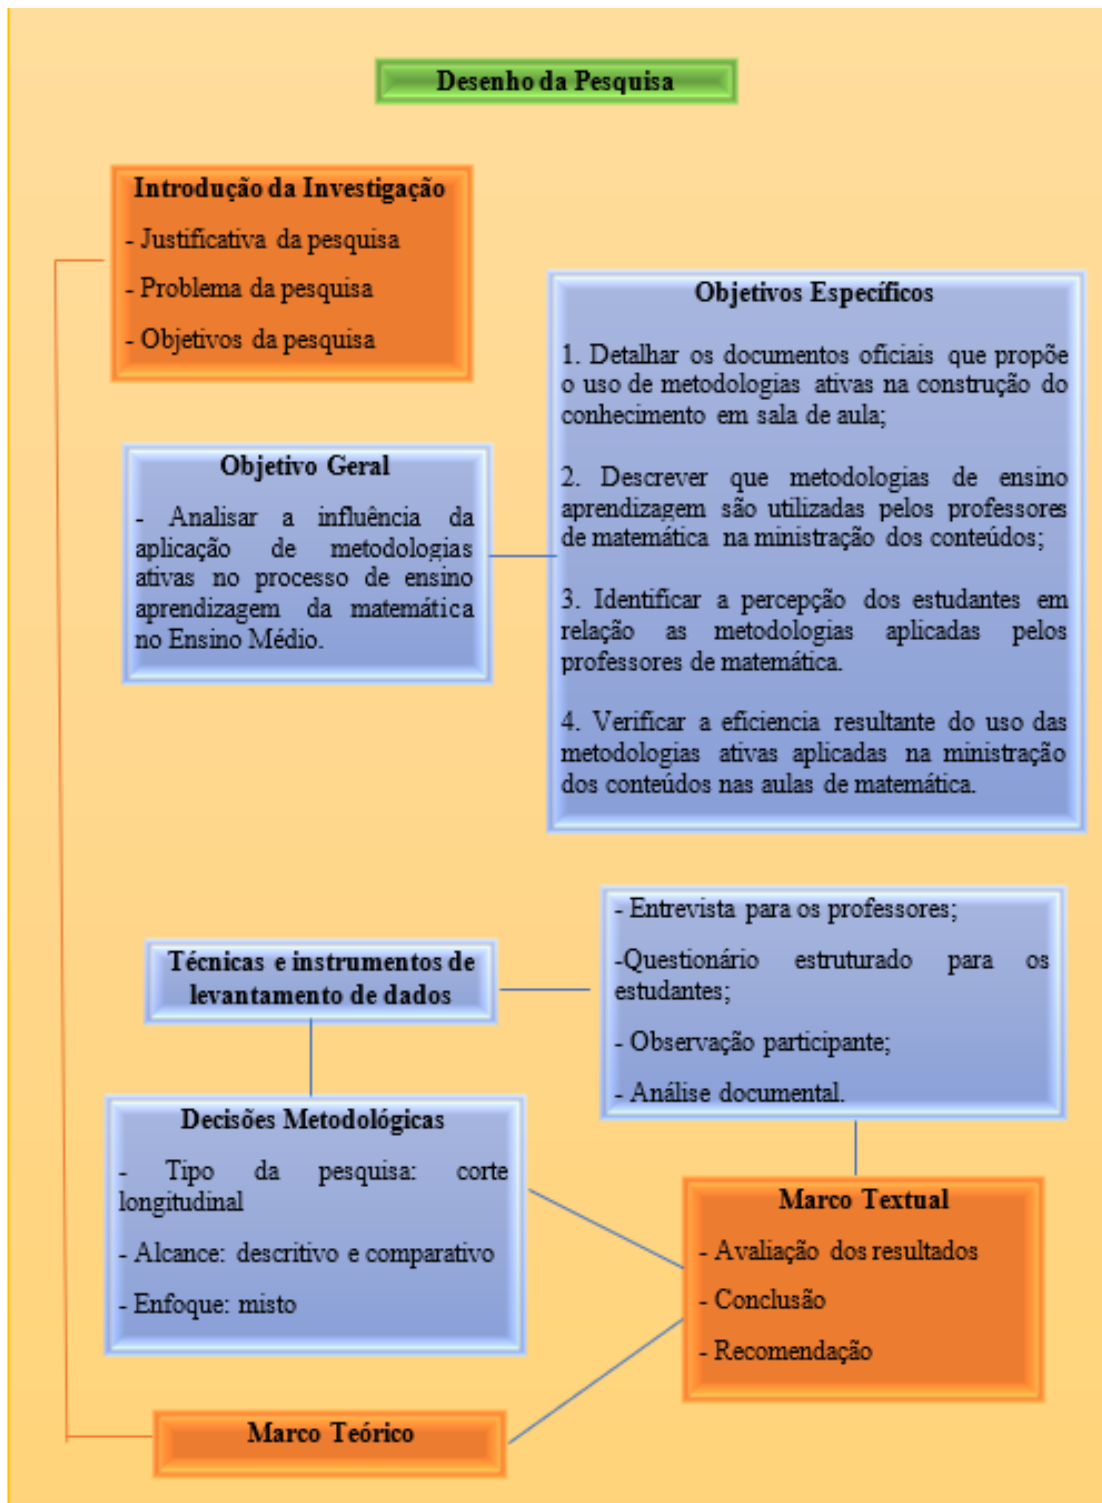 Desenho da Pesquisa
Introdução da Investigação
- Justificativa da pesquisa
- Problema da pesquisa
- Objetivos da pesquisa
Objetivos Específicos
1. Detalhar os documentos oficiais que propõe
o uso de metodologias ativas na construção do
conhecimento em sala de aula;
2. Descrever que metodologias de ensino
aprendizagem são utilizadas pelos professores
de matemática na ministração dos conteúdos;
3. Identificar a percepção dos estudantes em
relação as metodologias aplicadas pelos
professores de matemática.
4. Verificar a eficiencia resultante do uso das
metodologias ativas aplicadas na ministração
dos conteúdos nas aulas de matemática.
Objetivo Geral
- Analisar a influência da
aplicação de metodologias
ativas no processo de ensino
aprendizagem da matemática
no Ensino Médio.
Técnicas e instrumentos de
levantamento de dados
- Entrevista para os professores;
-Questionário estruturado para os
estudantes;
- Observação participante;
- Análise documental.
Decisões Metodológicas
- Tipo da pesquisa: corte
longitudinal
- Alcance: descritivo e comparativo
- Enfoque: misto
Marco Textual
- Avaliação dos resultados
- Conclusão
- Recomendação
Marco Teórico